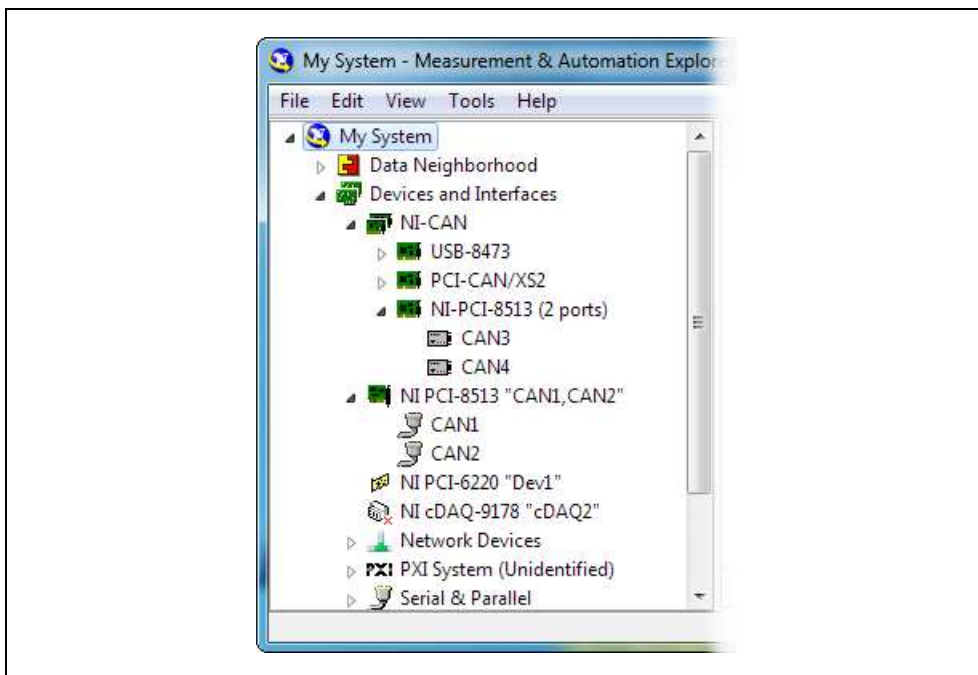 My System - Measurement & Automation Explor
File Edit View Tools Help
My System
Data Neighborhood
Devices and Interfaces
NI-CAN
USB-8473
PCI-CAN/XS2
NI-PCI-8513 (2 ports)
CAN3
CAN4
NI PCI-8513 "CAN1,CAN2"
CAN1
CAN2
NI PCI-6220 "Dev1"
NI cDAQ-9178 "cDAQ2"
Network Devices
PXI PXI System (Unidentified)
Serial & Parallel